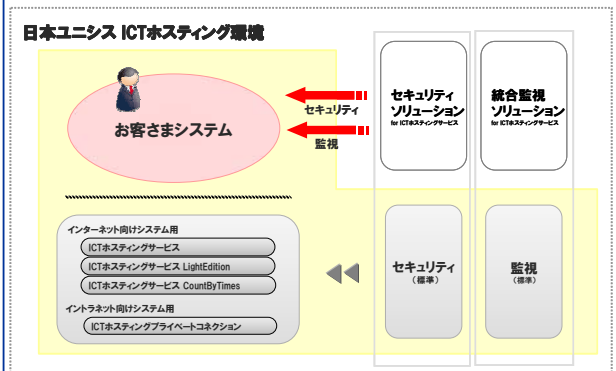 日本ユニシス ICTホスティング環境
お客さまシステム
セキュリティ
監視
セキュリティ
ソリューション
for ICTホスティングサービス
統合監視
ソリューション
for ICTホスティングサービス
インターネット向けシステム用
ICTホスティングサービス
ICTホスティングサービス LightEdition
ICTホスティングサービス CountByTimes
イントラネット向けシステム用
ICTホスティングプライベートコネクション
セキュリティ
(標準)
監視
(標準)